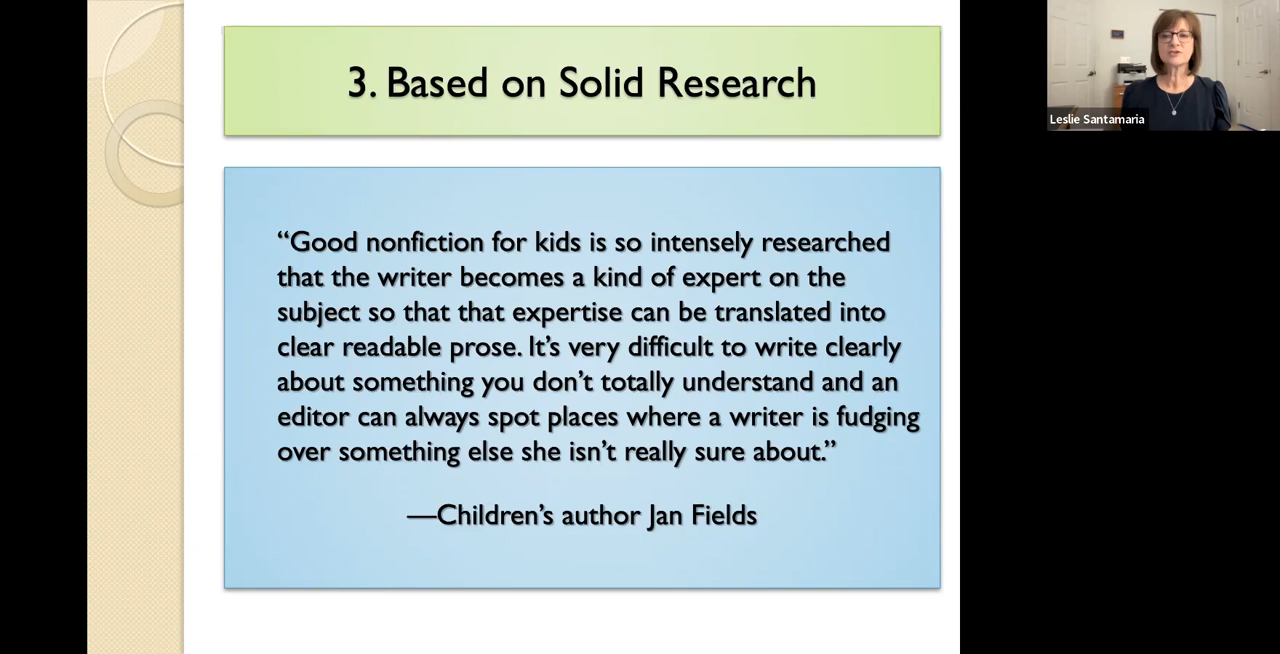 3. Based on Solid Research
“Good nonfiction for kids is so intensely researched
that the writer becomes a kind of expert on the
subject so that that expertise can be translated into
clear readable prose. It’s very difficult to write clearly
about something you don’t totally understand and an
editor can always spot places where a writer is fudging
over something else she isn’t really sure about.”
—Children’s author Jan Fields
Leslie Santamaria